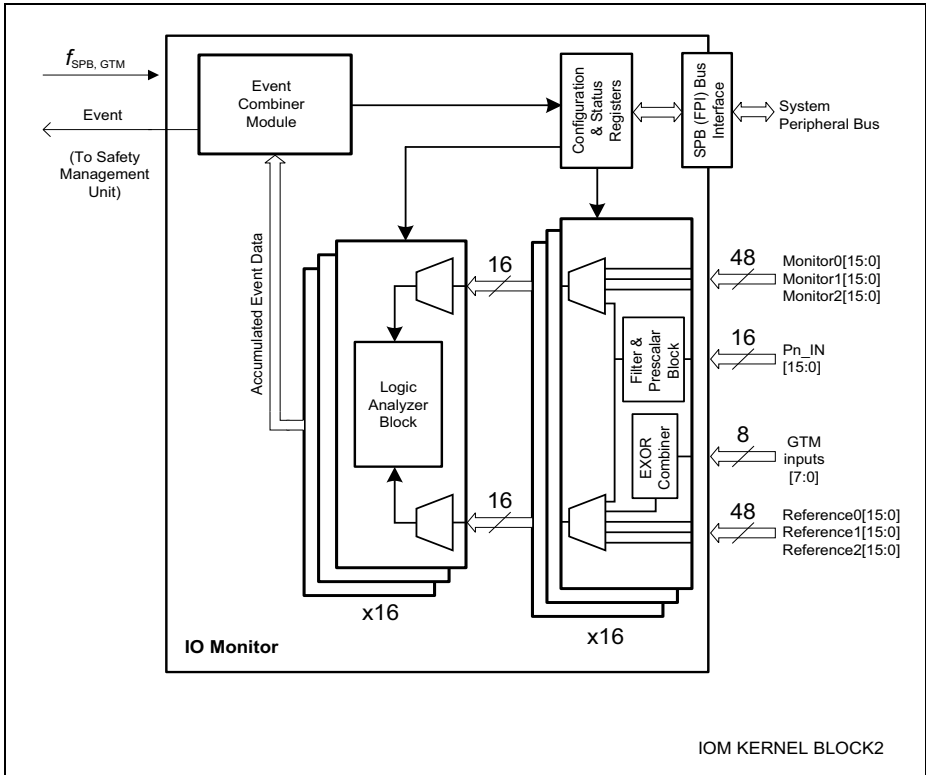 fSPB, GTM
Event
(To Safety
Management
Unit)
Event
Combiner
Module
Configuration
& Status
Registers
SPB (FPI) Bus
Interface
System
Peripheral Bus
Accumulated Event Data
16
48
Monitor0[15:0]
Monitor1[15:0]
Monitor2[15:0]
Filter &
Prescalar
Block
16
Pn_IN
[15:0]
Logic
Analyzer
Block
EXOR
Combiner
8
GTM
inputs
[7:0]
16
48
Reference0[15:0]
Reference1[15:0]
Reference2[15:0]
x16
x16
IO Monitor
IOM KERNEL BLOCK2